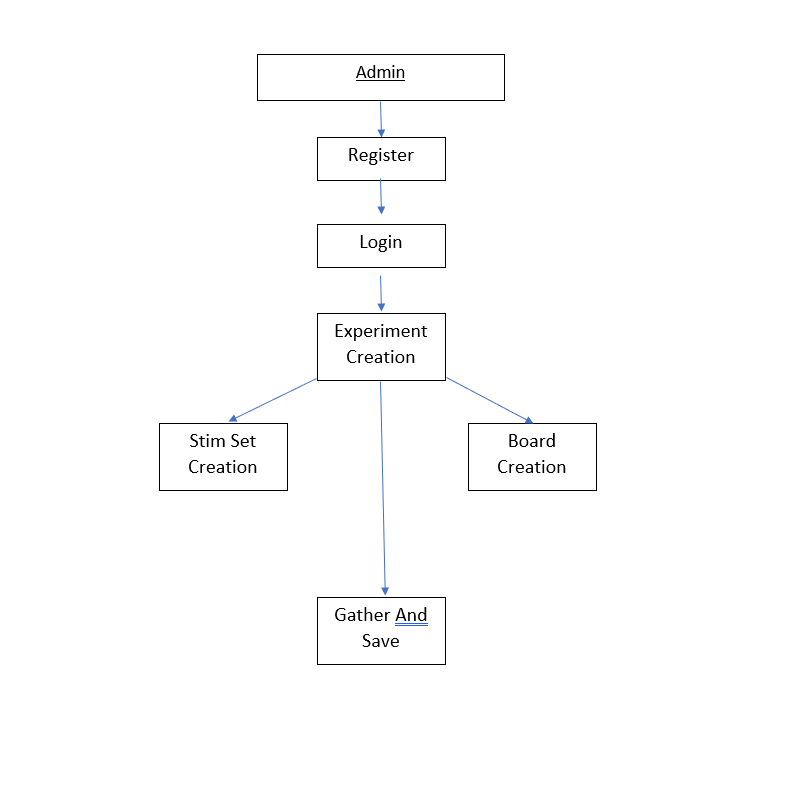 Admin
Register
Login
Experiment
Creation
Stim Set
Creation
Board
Creation
Gather And
Save